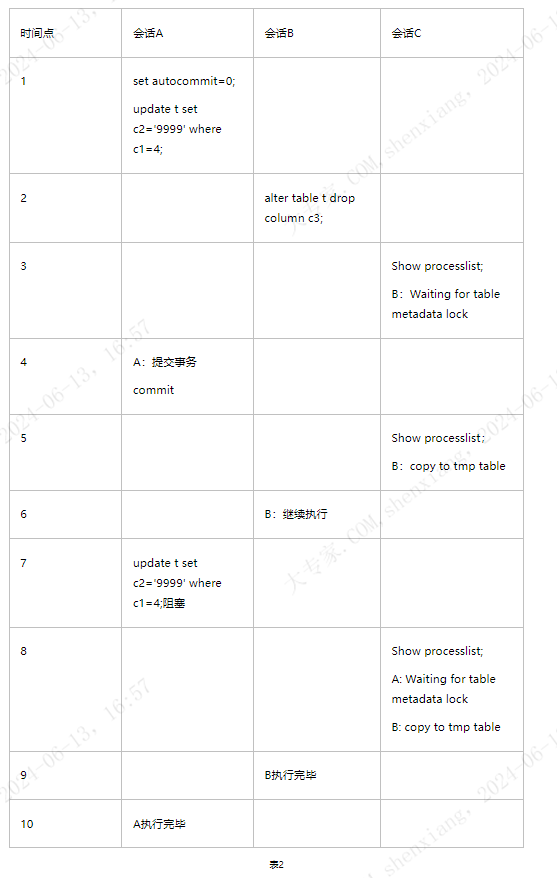 时间点 会话A 会话B 会话C
1 set autocommit=0;
update t set
c2='9999' where
c1=4;
2 alter table t drop
column c3;
3 Show processlist;
B：Waiting for table
metadata lock
4 A：提交事务
commit
5 Show processlist;
B：copy to tmp table
6 B：继续执行
7 update t set
c2='9999' where
c1=4;阻塞
8 Show processlist;
A: Waiting for table
metadata lock
B: copy to tmp table
9 B执行完毕
10 A执行完毕
表2
大专家.COM,shenxiang, 2024-06-13, 16:57